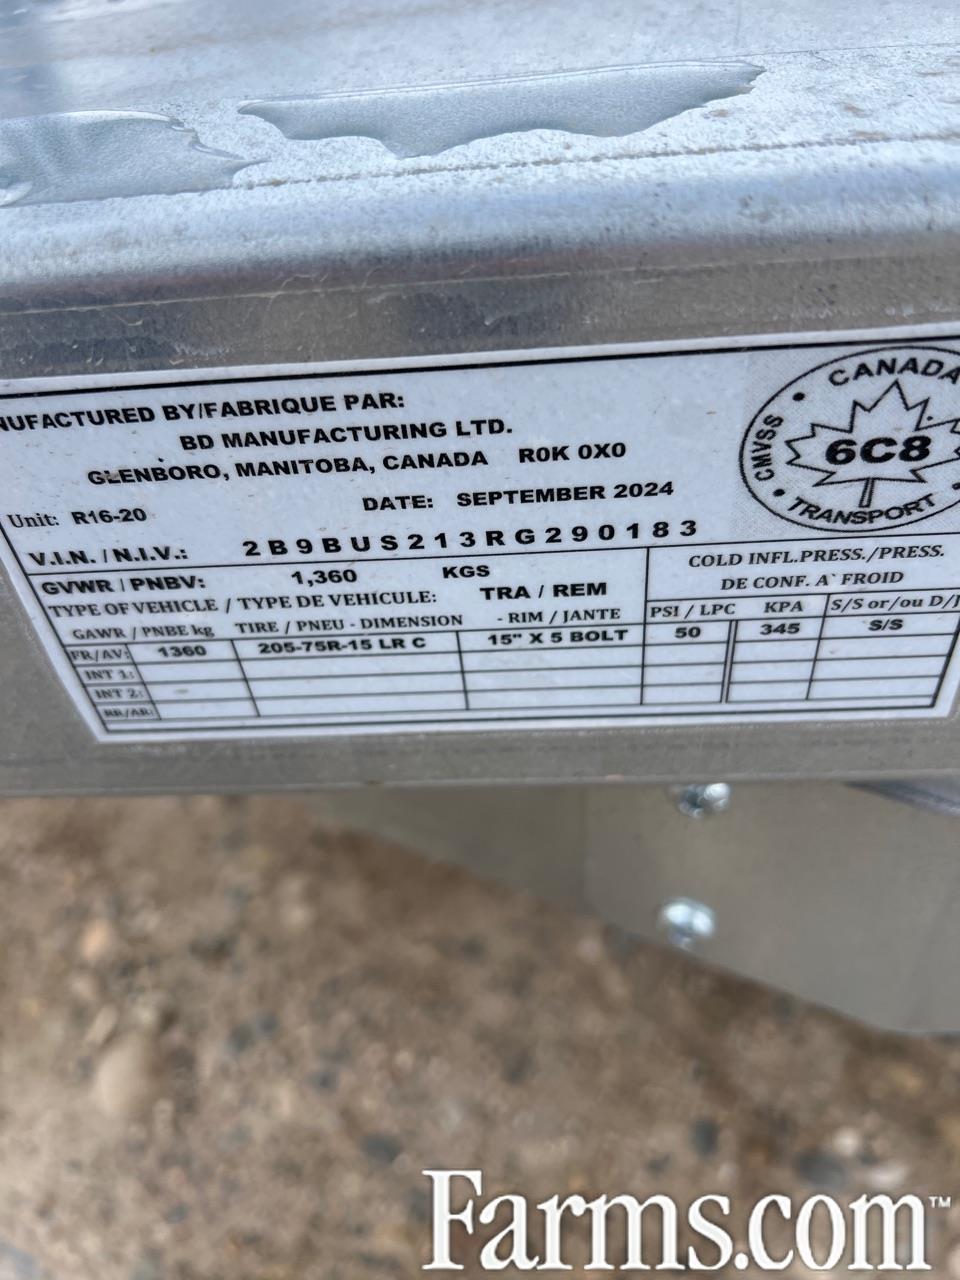 NUFACTURED BY/FABRIQUE PAR:
BD MANUFACTURING LTD.
GLENBORO, MANITOBA, CANADA R0K 0X0
DATE: SEPTEMBER 2024
Unit: R16-20
V.I.N. / N.I.V.: 2B9BUS213RG290183
GVWR / PNBV: 1,360 KGS
TYPE OF VEHICLE / TYPE DE VEHICULE: TRA / REM
COLD INFL.PRESS./PRESS.
DE CONF. A` FROID
GAWR / PNBE kg TIRE / PNEU - DIMENSION - RIM / JANTE PSI / LPC KPA S/S or/ou D/J
FR/AV: 1360 205-75R-15 LR C 15" X 5 BOLT 50 345 S/S
INT 1:
INT 2:
RR/AR:
CANADA
CMVSS
6C8
TRANSPORT
Farms.com™